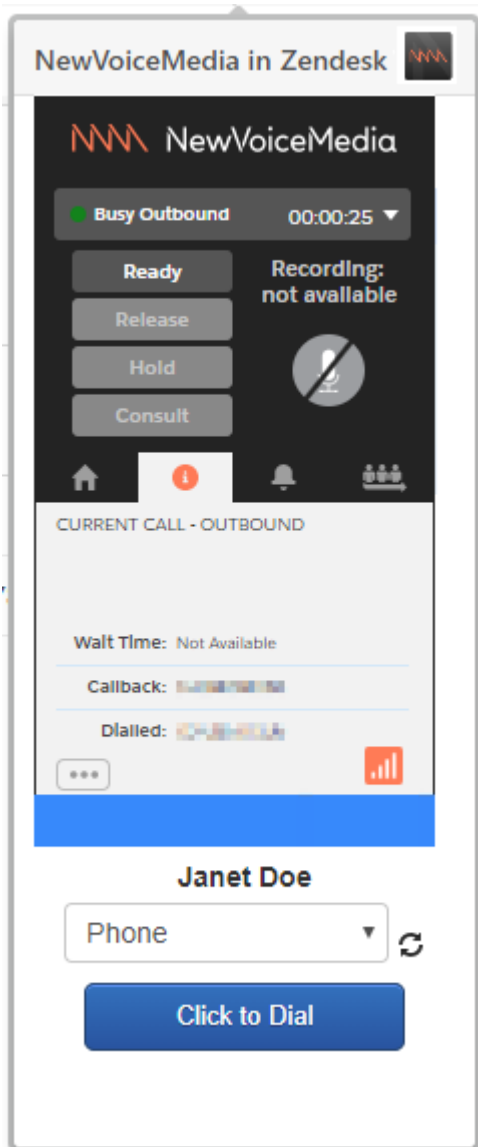 NewVoiceMedia in Zendesk
NewVoiceMedia
Busy Outbound 00:00:25
Ready
Recording:
not available
Release
Hold
Consult
CURRENT CALL - OUTBOUND
Wait Time: Not Available
Callback:
Dialled:
Janet Doe
Phone
Click to Dial